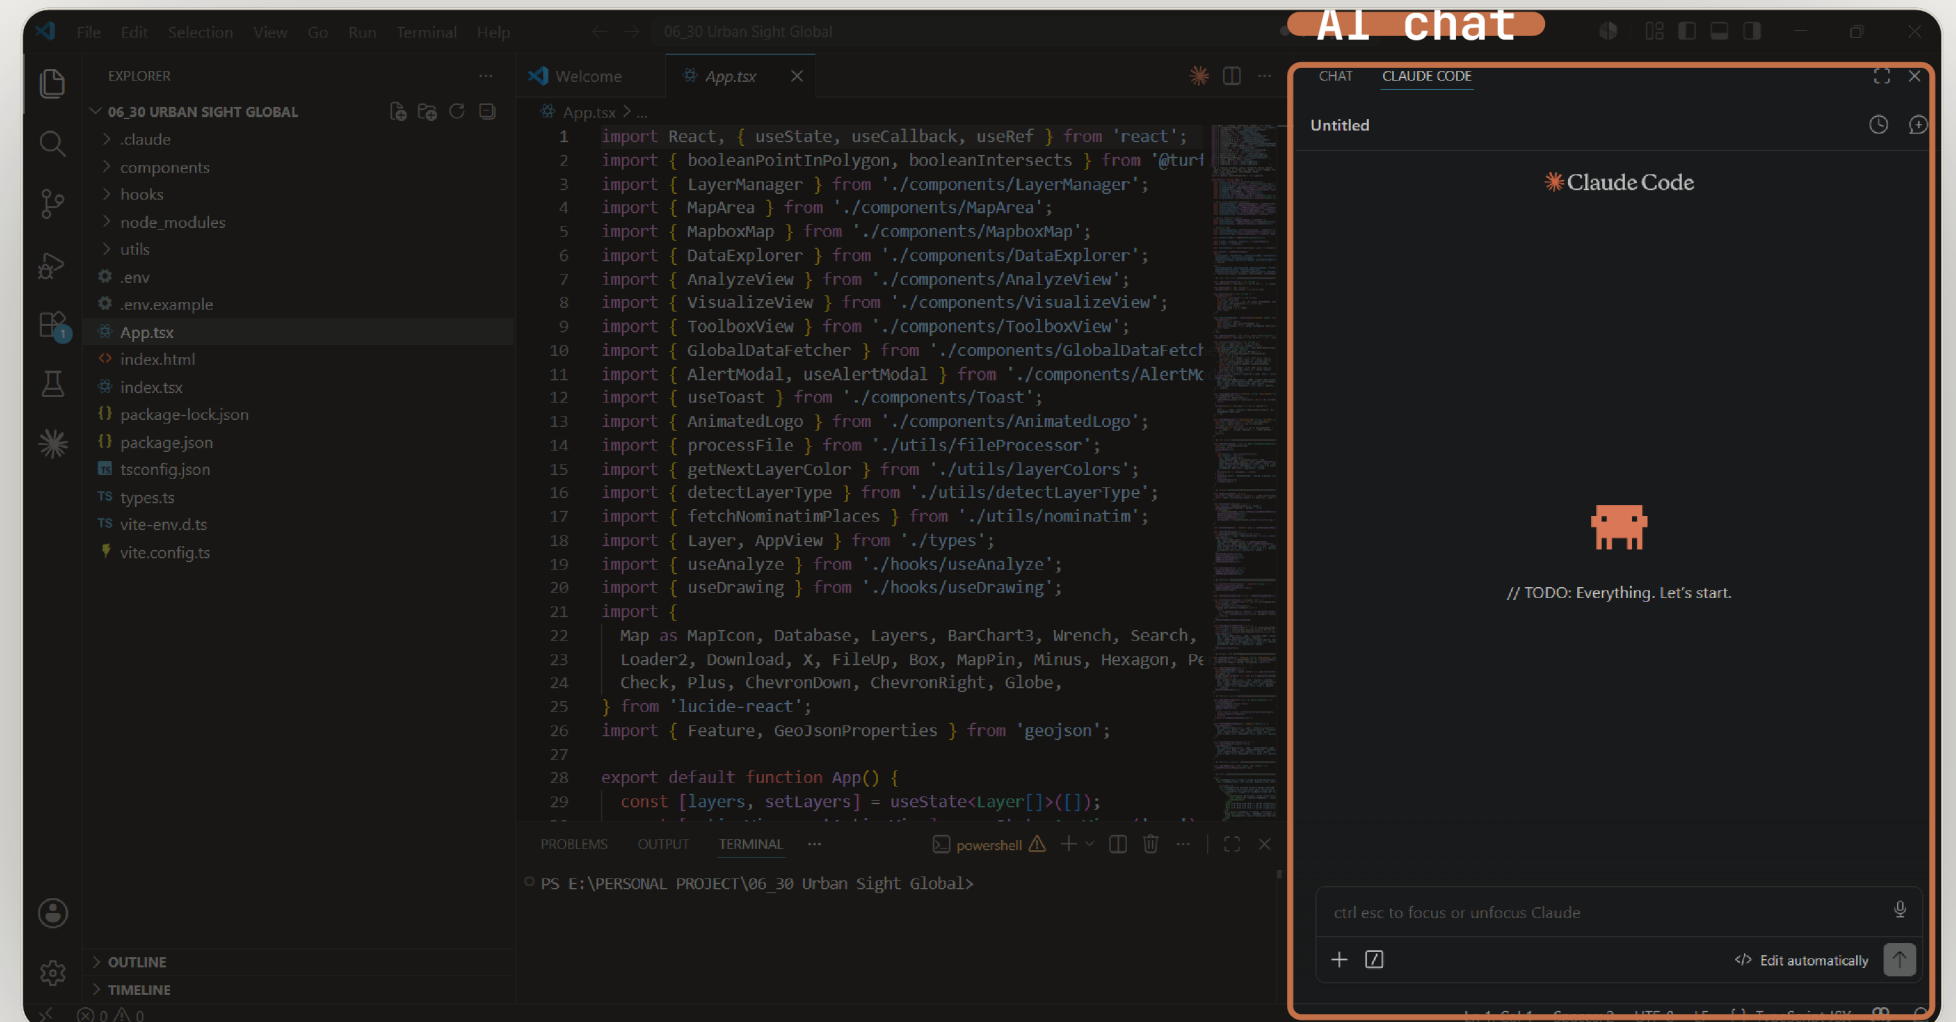 AI chat
File Edit Selection View Go Run Terminal Help
06_30 Urban Sight Global
EXPLORER
06_30 URBAN SIGHT GLOBAL
.claude
components
hooks
node_modules
utils
.env
.env.example
App.tsx
index.html
index.tsx
package-lock.json
package.json
tsconfig.json
types.ts
vite-env.d.ts
vite.config.ts
OUTLINE
TIMELINE
0 0
Welcome
App.tsx
App.tsx > ...
1 import React, { useState, useCallback, useRef } from 'react';
2 import { booleanPointInPolygon, booleanIntersects } from '@turf
3 import { LayerManager } from './components/LayerManager';
4 import { MapArea } from './components/MapArea';
5 import { MapboxMap } from './components/MapboxMap';
6 import { DataExplorer } from './components/DataExplorer';
7 import { AnalyzeView } from './components/AnalyzeView';
8 import { VisualizeView } from './components/VisualizeView';
9 import { ToolboxView } from './components/ToolboxView';
10 import { GlobalDataFetcher } from './components/GlobalDataFetch
11 import { AlertModal, useAlertModal } from './components/AlertMo
12 import { useToast } from './components/Toast';
13 import { AnimatedLogo } from './components/AnimatedLogo';
14 import { processFile } from './utils/fileProcessor';
15 import { getNextLayerColor } from './utils/layerColors';
16 import { detectLayerType } from './utils/detectLayerType';
17 import { fetchNominatimPlaces } from './utils/nominatim';
18 import { Layer, AppView } from './types';
19 import { useAnalyze } from './hooks/useAnalyze';
20 import { useDrawing } from './hooks/useDrawing';
21 import {
22 Map as MapIcon, Database, Layers, BarChart3, Wrench, Search,
23 Loader2, Download, X, FileUp, Box, MapPin, Minus, Hexagon, Pe
24 Check, Plus, ChevronDown, ChevronRight, Globe,
25 } from 'lucide-react';
26 import { Feature, GeoJsonProperties } from 'geojson';
27
28 export default function App() {
29 const [layers, setLayers] = useState<Layer[]>([]);
PROBLEMS OUTPUT TERMINAL ... powershell
PS E:\PERSONAL PROJECT\06_30 Urban Sight Global>
CHAT CLAUDE CODE
Untitled
Claude Code
// TODO: Everything. Let's start.
ctrl esc to focus or unfocus Claude
Edit automatically